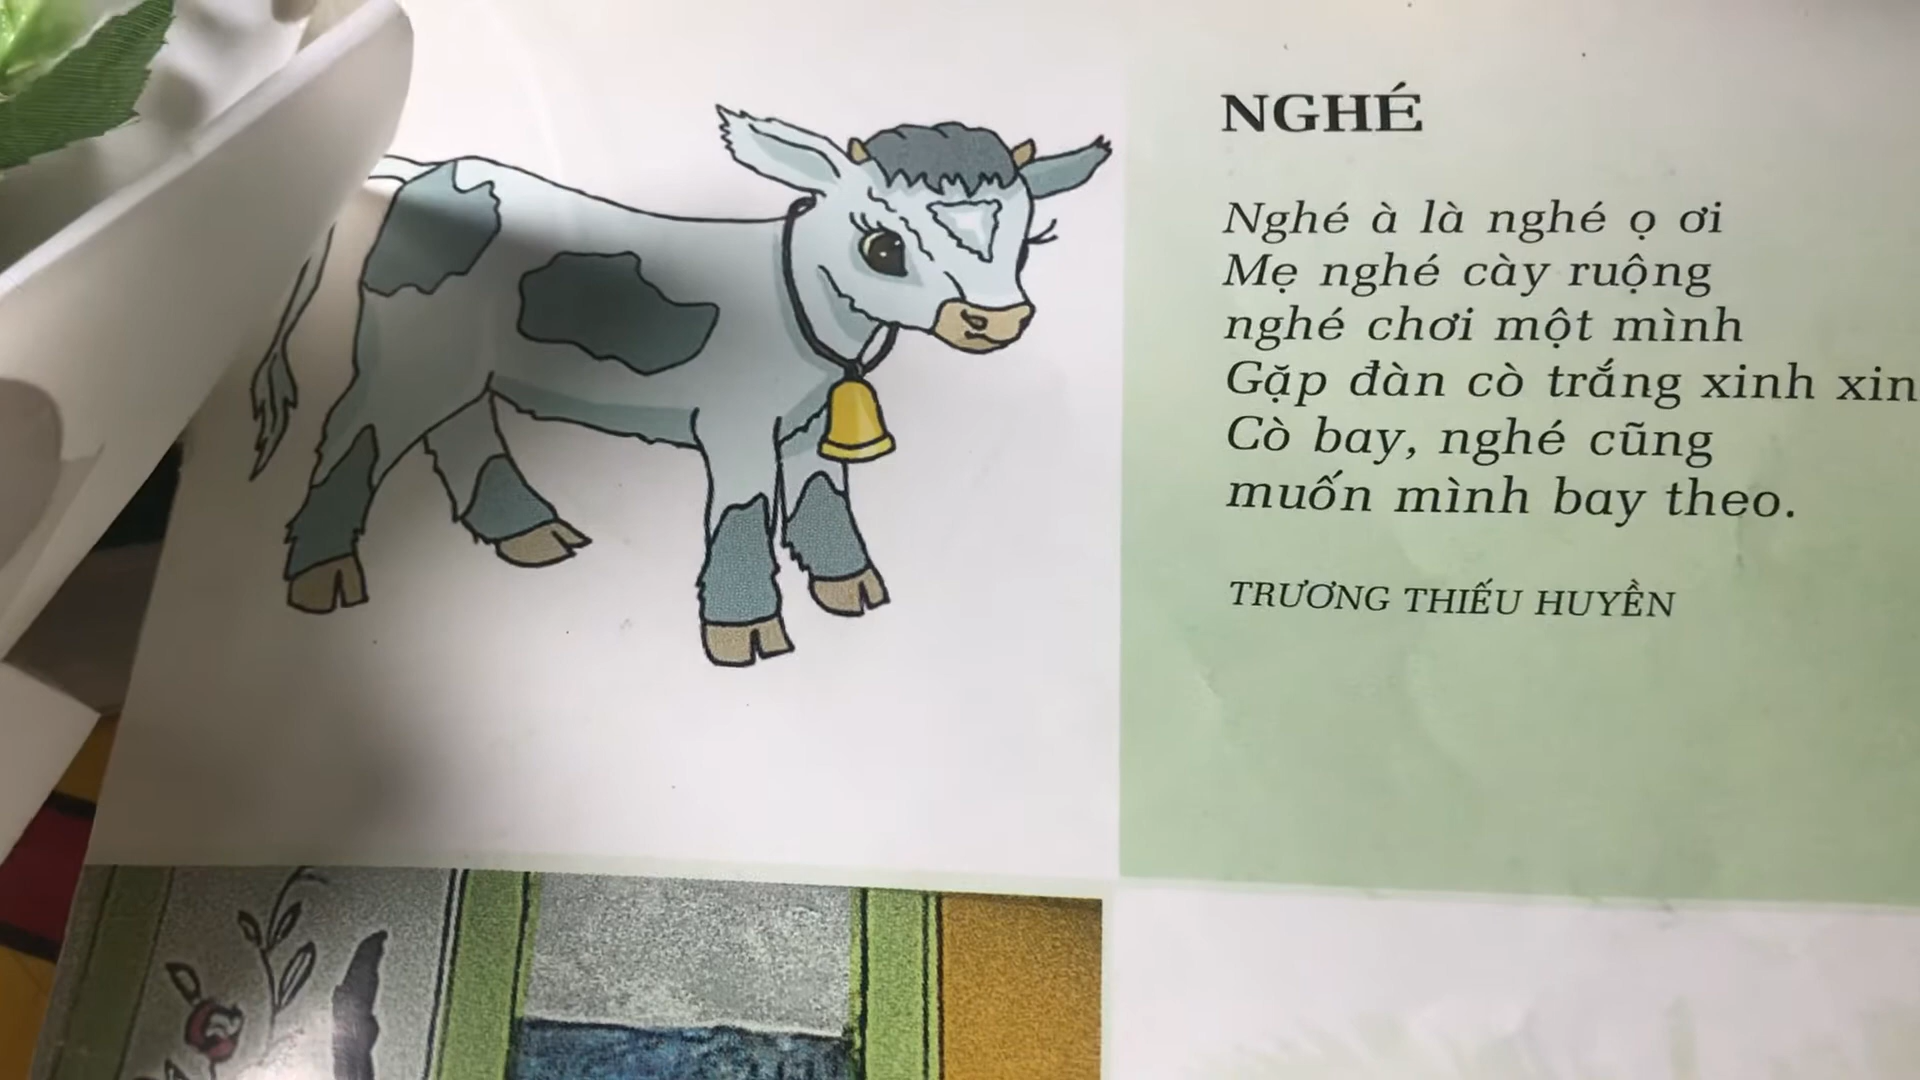 NGHÉ
Nghé à là nghé ọ ơi
Mẹ nghé cày ruộng
nghé chơi một mình
Gặp đàn cò trắng xinh xin
Cò bay, nghé cũng
muốn mình bay theo.
TRƯƠNG THIẾU HUYỀN